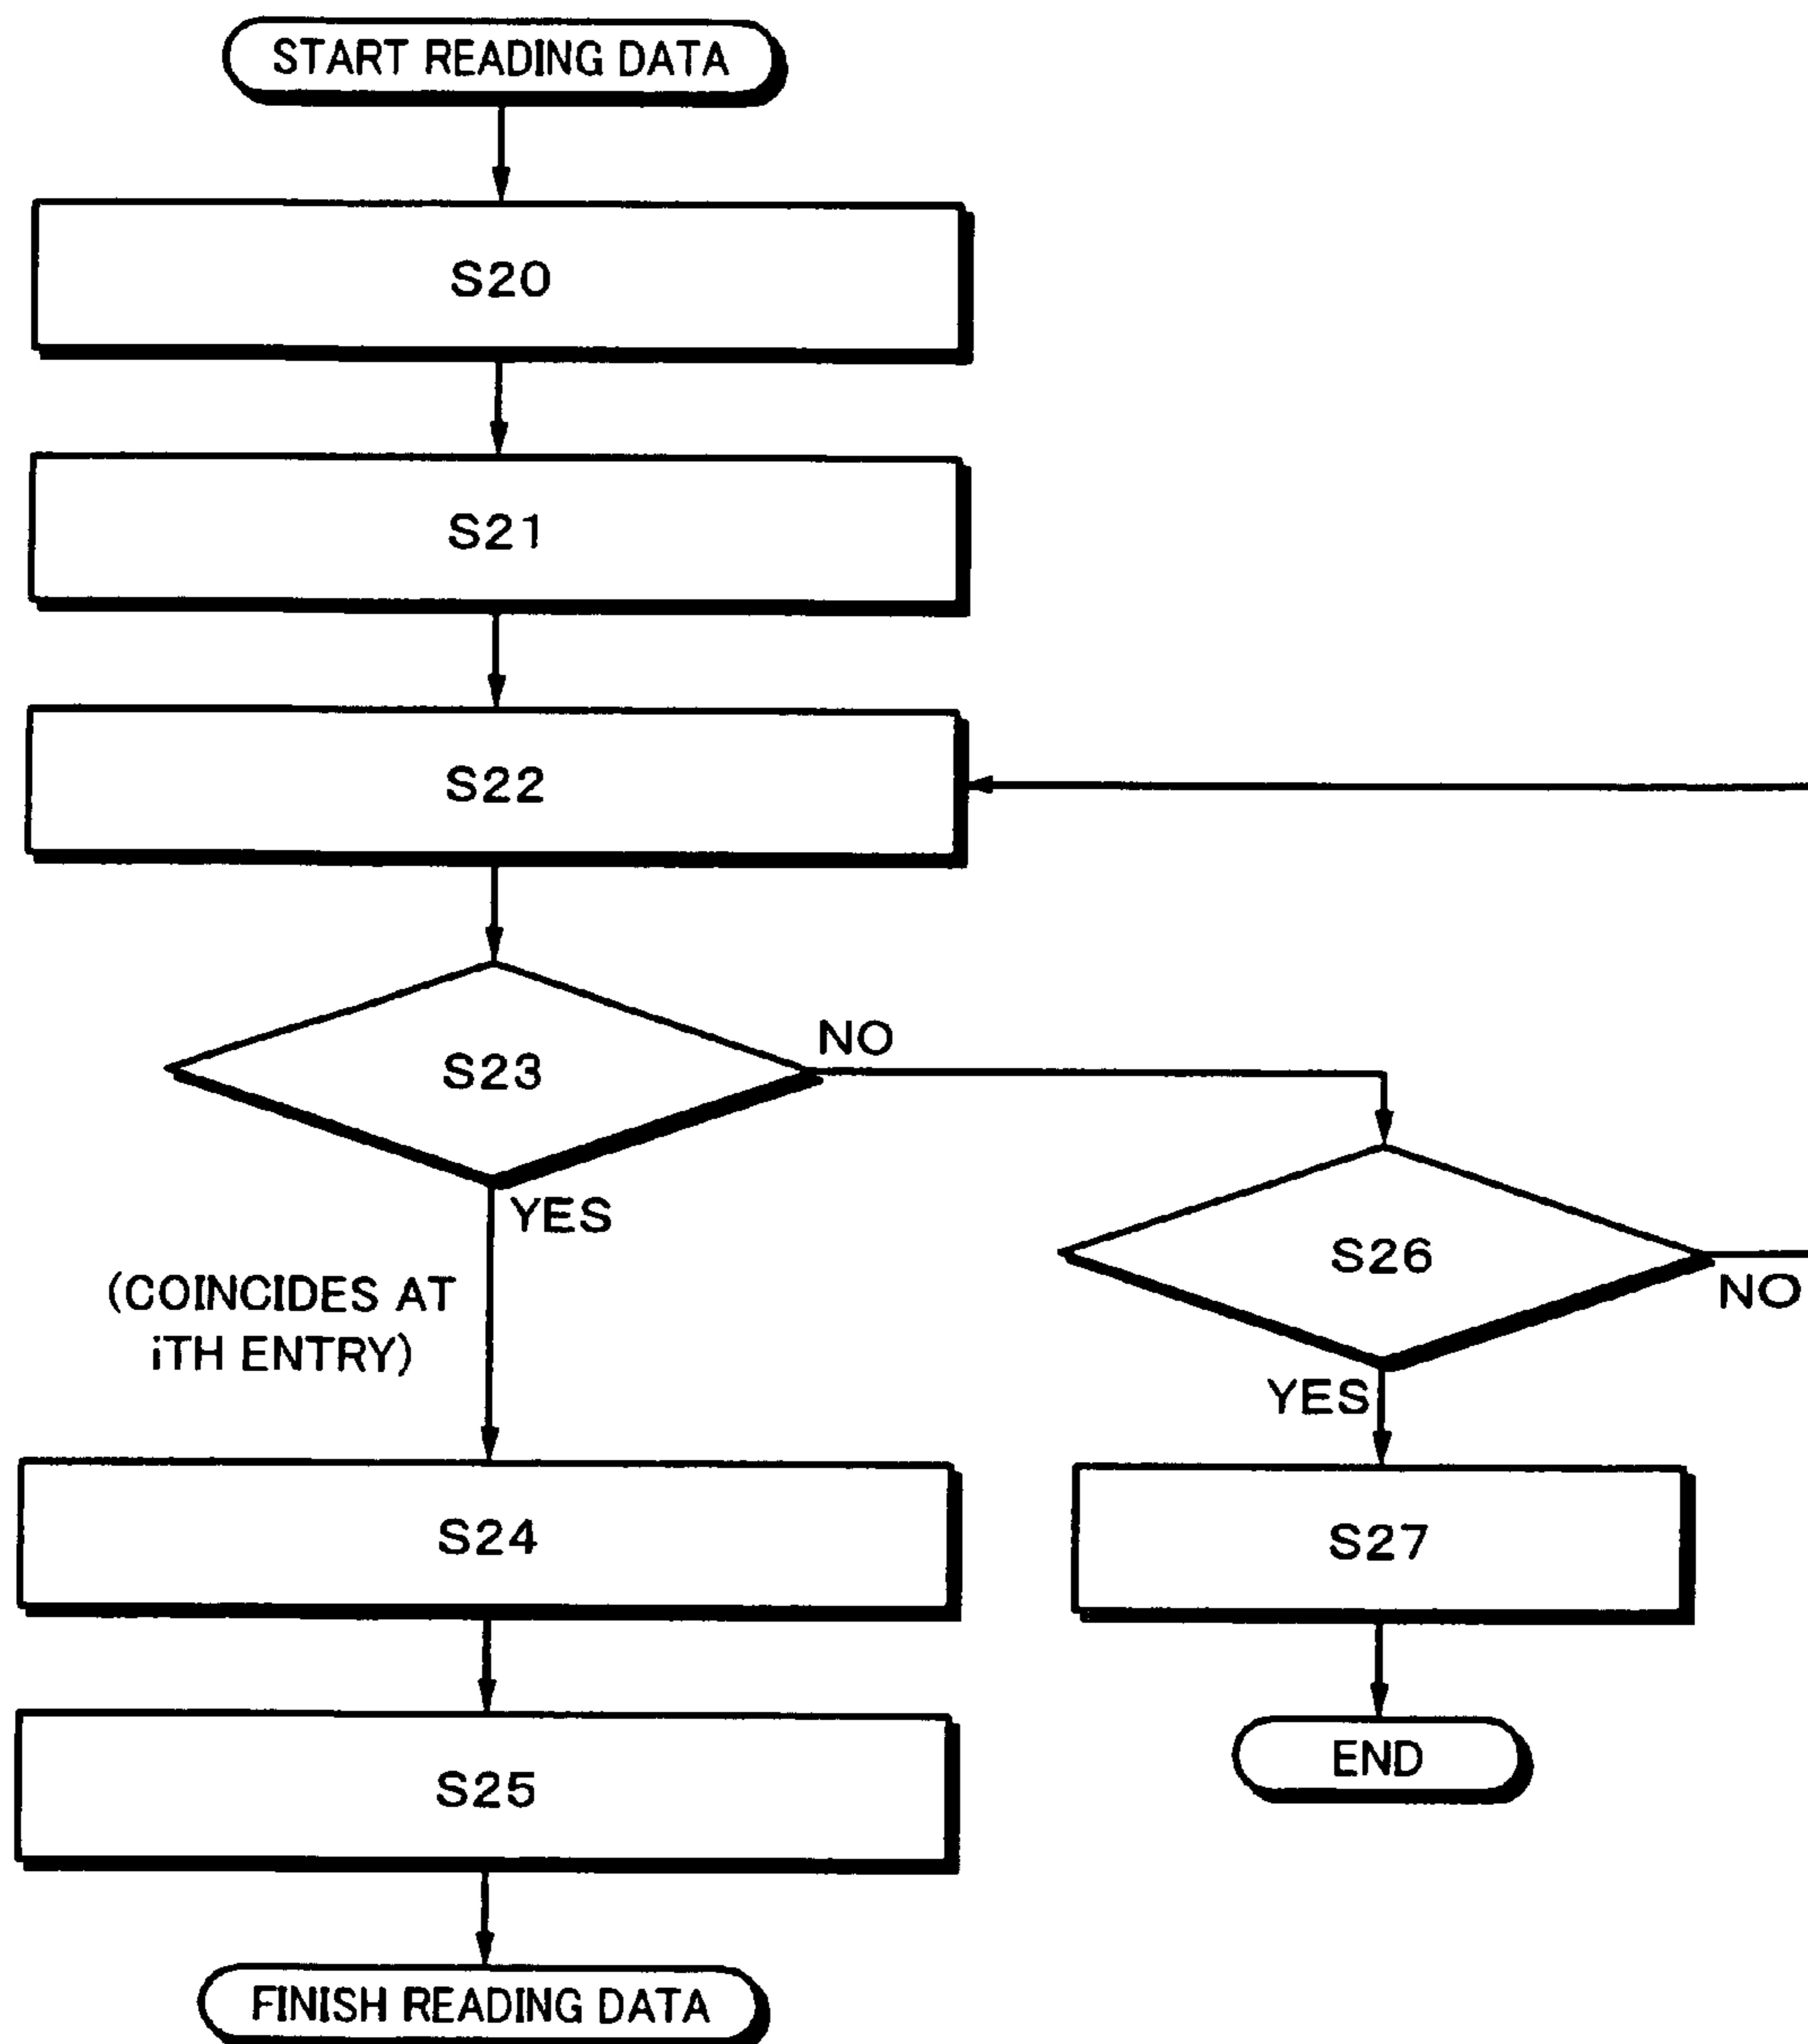 START READING DATA
S20
S21
S22
S23
NO
YES
(COINCIDES AT
iTH ENTRY)
S26
NO
YES
S24
S27
S25
END
FINISH READING DATA